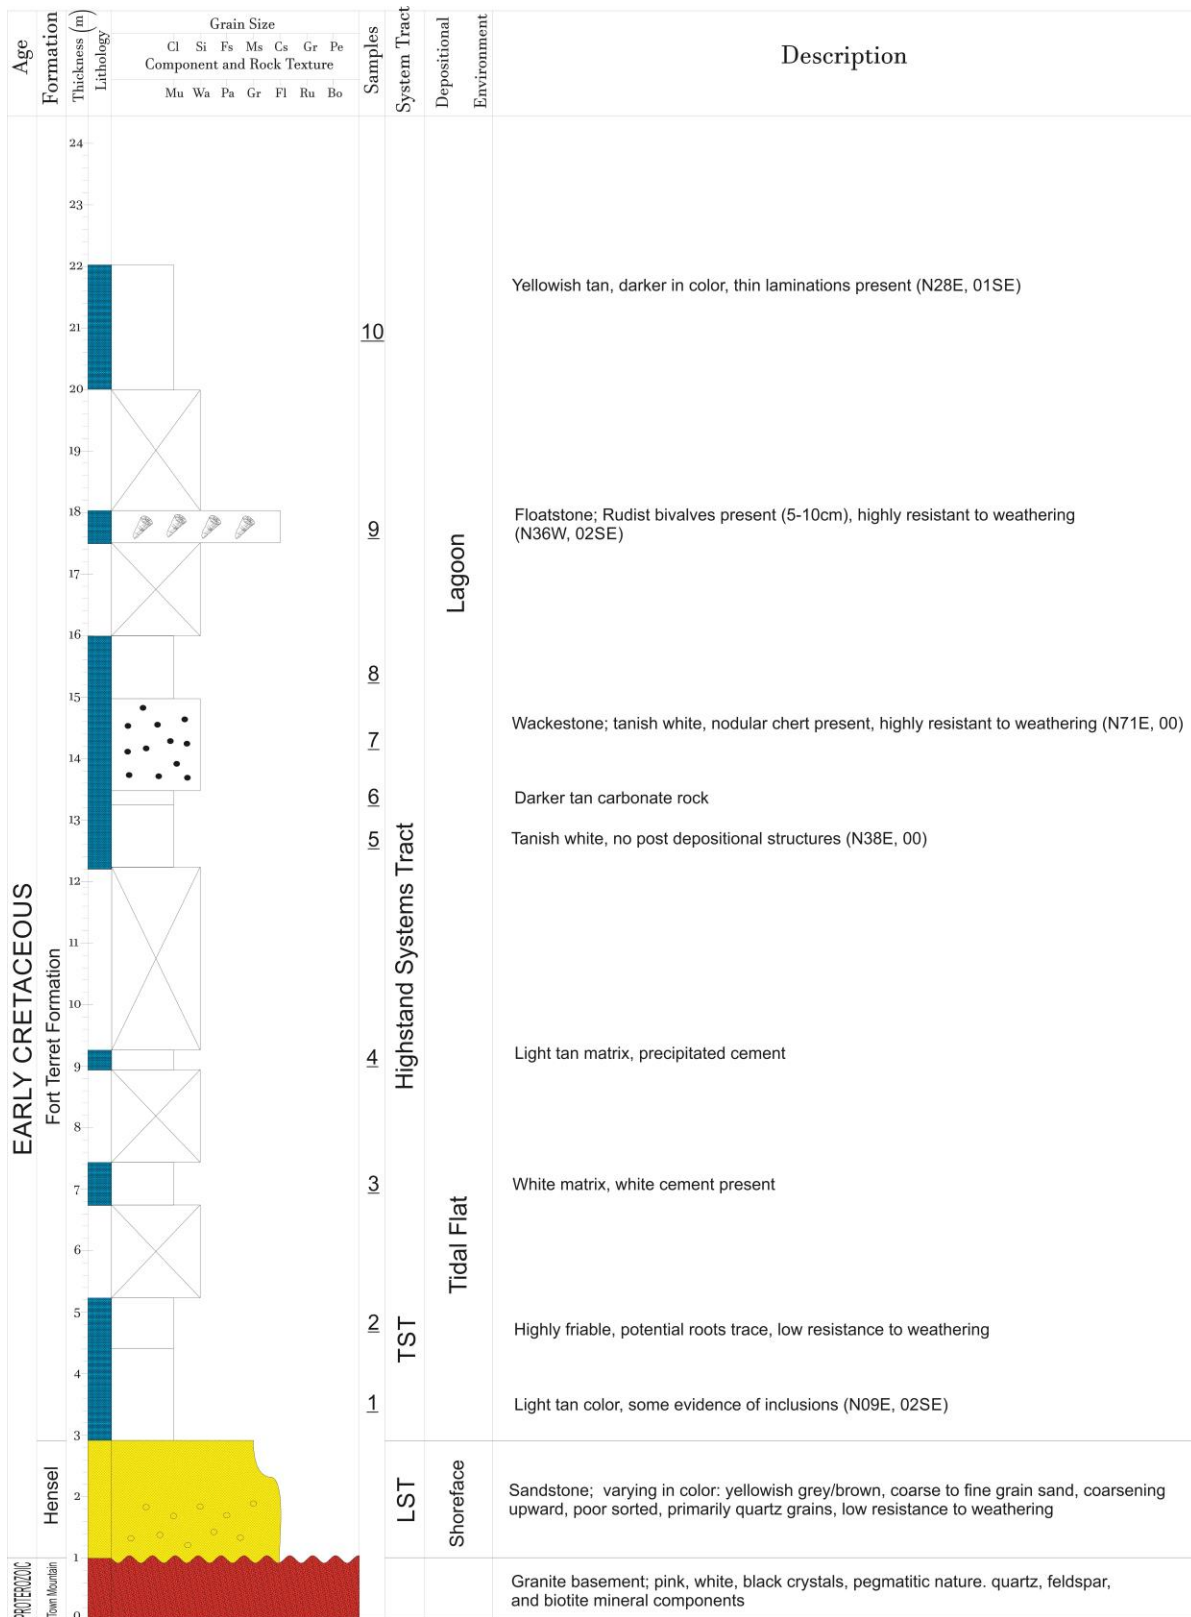 Age
Formation
Thickness (m)
Lithology
Grain Size
Cl Si Fs Ms Cs Gr Pe
Component and Rock Texture
Mu Wa Pa Gr Fl Ru Bo
Samples
System Tract
Depositional
Environment
Description
24
23
22
Yellowish tan, darker in color, thin laminations present (N28E, 01SE)
21
10
20
19
18
9
Floatstone; Rudist bivalves present (5-10cm), highly resistant to weathering
(N36W, 02SE)
17
Lagoon
16
8
15
7
Wackestone; tanish white, nodular chert present, highly resistant to weathering (N71E, 00)
14
6
Darker tan carbonate rock
13
5
Tanish white, no post depositional structures (N38E, 00)
12
11
10
EARLY CRETACEOUS
Fort Terret Formation
Highstand Systems Tract
9
4
Light tan matrix, precipitated cement
8
7
3
White matrix, white cement present
6
Tidal Flat
5
2
TST
Highly friable, potential roots trace, low resistance to weathering
4
1
Light tan color, some evidence of inclusions (N09E, 02SE)
3
Hensel
2
LST
Shoreface
Sandstone; varying in color: yellowish grey/brown, coarse to fine grain sand, coarsening
upward, poor sorted, primarily quartz grains, low resistance to weathering
1
PROTEROZOIC
Town Mountain
Granite basement; pink, white, black crystals, pegmatitic nature. quartz, feldspar,
and biotite mineral components
0